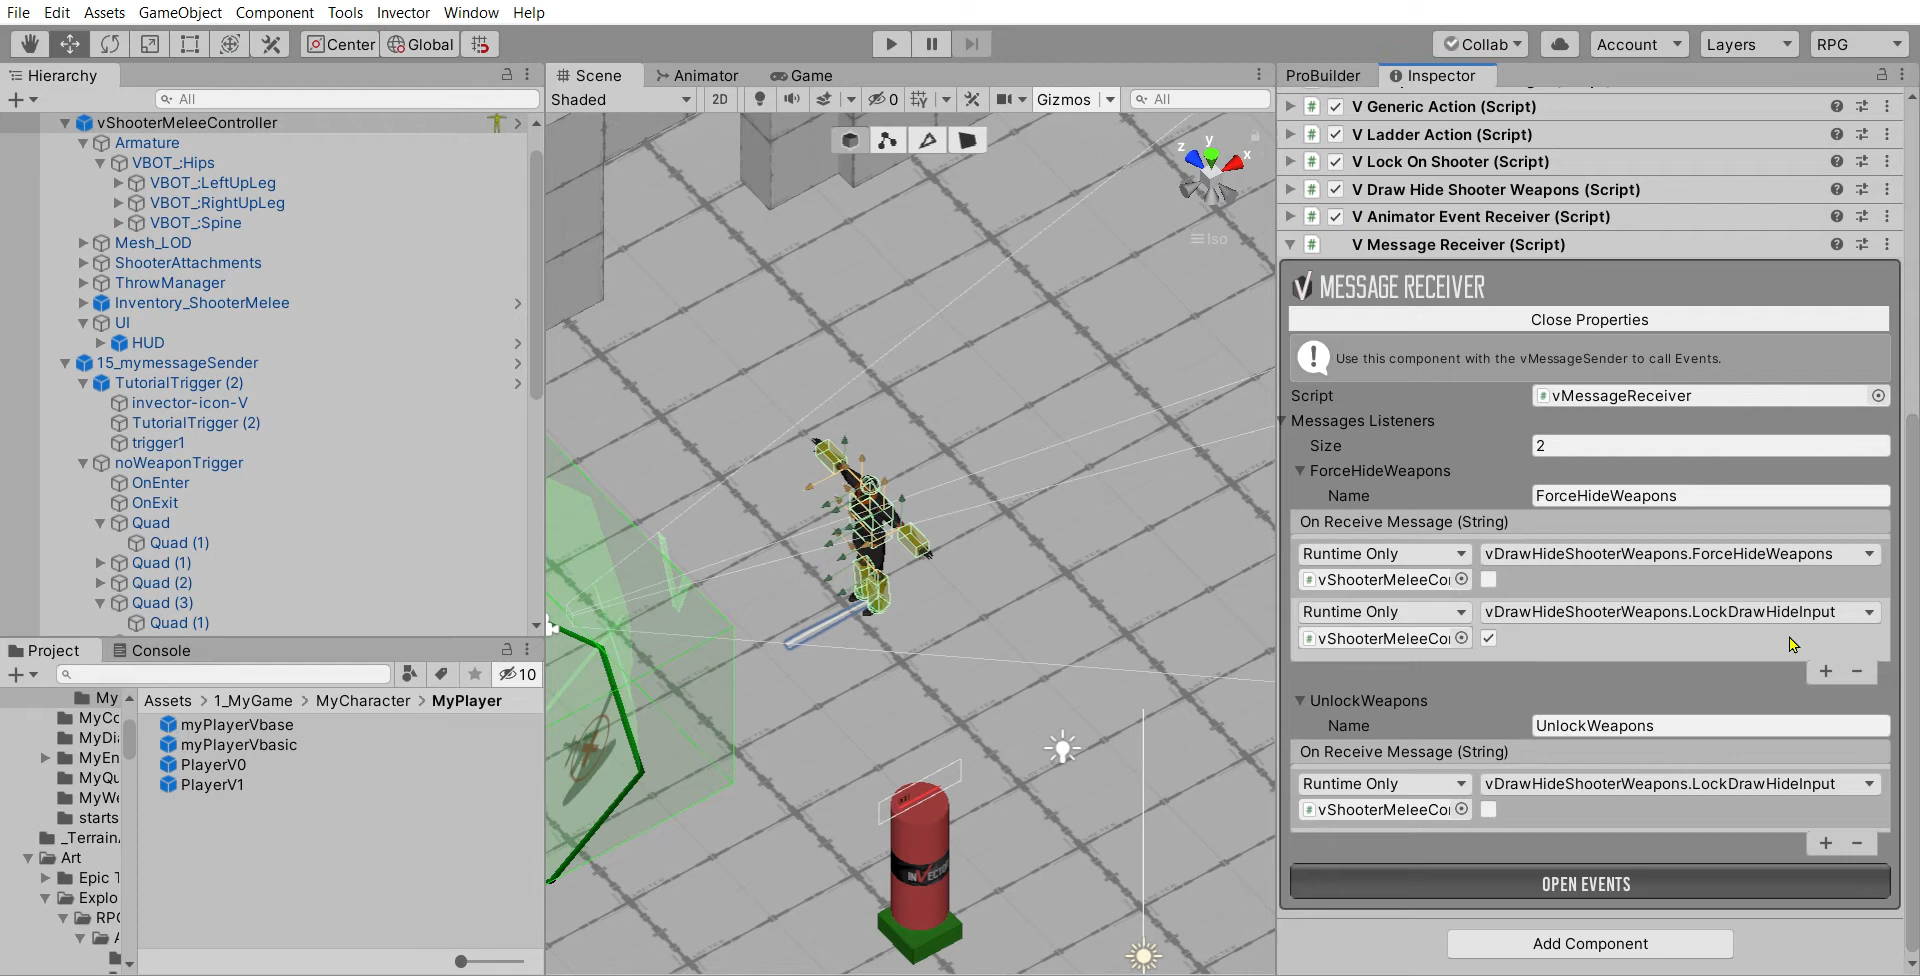 File Edit Assets GameObject Component Tools Invector Window Help
Center Global Collab Account Layers RPG
Hierarchy
All
vShooterMeleeController
Armature
VBOT_:Hips
VBOT_:LeftUpLeg
VBOT_:RightUpLeg
VBOT_:Spine
Mesh_LOD
ShooterAttachments
ThrowManager
Inventory_ShooterMelee
UI
HUD
15_mymessageSender
TutorialTrigger (2)
invector-icon-V
TutorialTrigger (2)
trigger1
noWeaponTrigger
OnEnter
OnExit
Quad
Quad (1)
Quad (1)
Quad (2)
Quad (3)
Quad (1)
Scene Animator Game
Shaded 2D 0 Gizmos All
y
z
x
Iso
INVECTOR
Project Console
10
My
MyCo
MyDi
MyEn
MyQu
MyWe
starts
_Terrain
Art
Epic T
Explo
RPG
A
Assets > 1_MyGame > MyCharacter > MyPlayer
myPlayerVbase
myPlayerVbasic
PlayerV0
PlayerV1
ProBuilder Inspector
V Generic Action (Script)
V Ladder Action (Script)
V Lock On Shooter (Script)
V Draw Hide Shooter Weapons (Script)
V Animator Event Receiver (Script)
V Message Receiver (Script)
MESSAGE RECEIVER
Close Properties
Use this component with the vMessageSender to call Events.
Script vMessageReceiver
Messages Listeners
Size 2
ForceHideWeapons
Name ForceHideWeapons
On Receive Message (String)
Runtime Only vDrawHideShooterWeapons.ForceHideWeapons
vShooterMeleeCo
Runtime Only vDrawHideShooterWeapons.LockDrawHideInput
vShooterMeleeCo
+ −
UnlockWeapons
Name UnlockWeapons
On Receive Message (String)
Runtime Only vDrawHideShooterWeapons.LockDrawHideInput
vShooterMeleeCo
+ −
OPEN EVENTS
Add Component